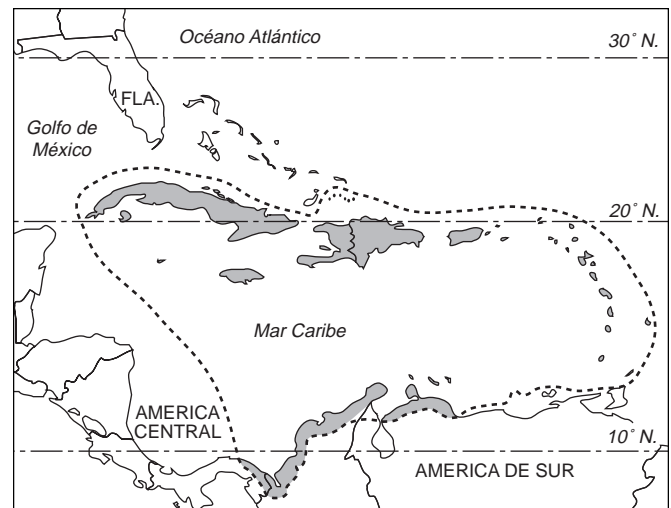 Océano Atlántico
30° N.
FLA.
Golfo de
México
20° N.
Mar Caribe
AMERICA
CENTRAL
10° N.
AMERICA DE SUR